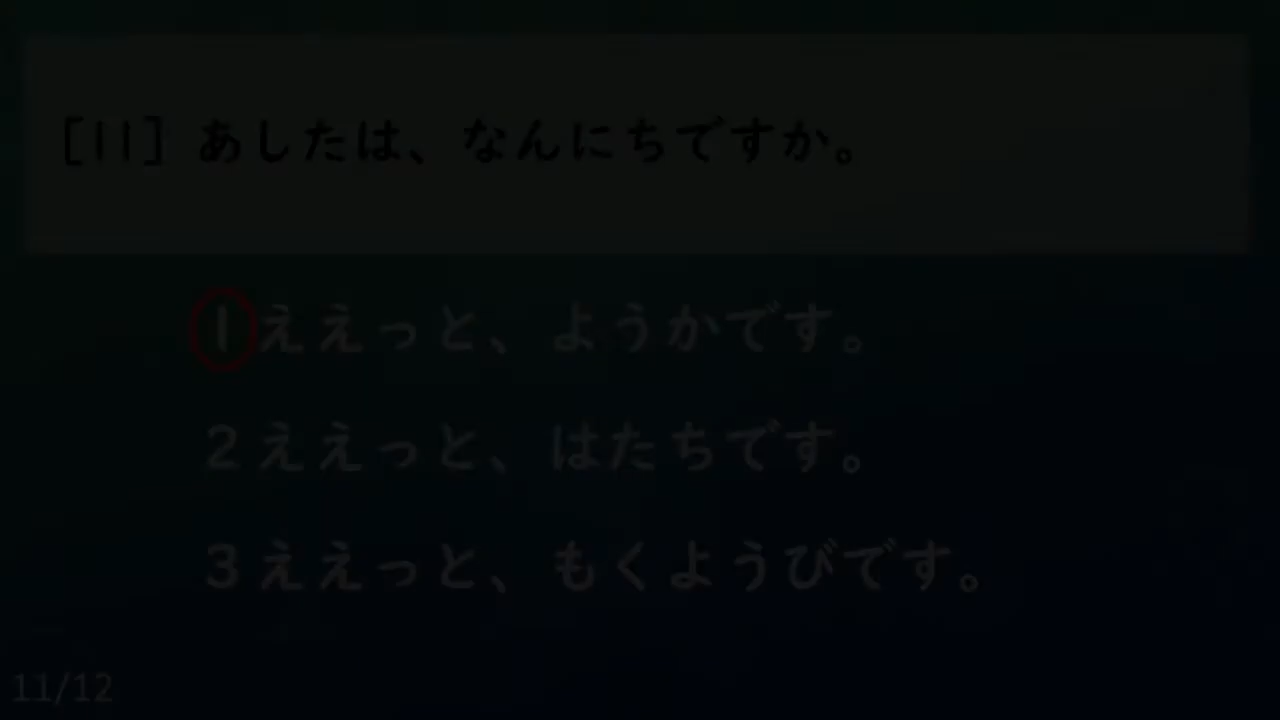 [11] あしたは、なんにちですか。
1 ええっと、ようかです。
2 ええっと、はたちです。
3 ええっと、もくようびです。
11/12